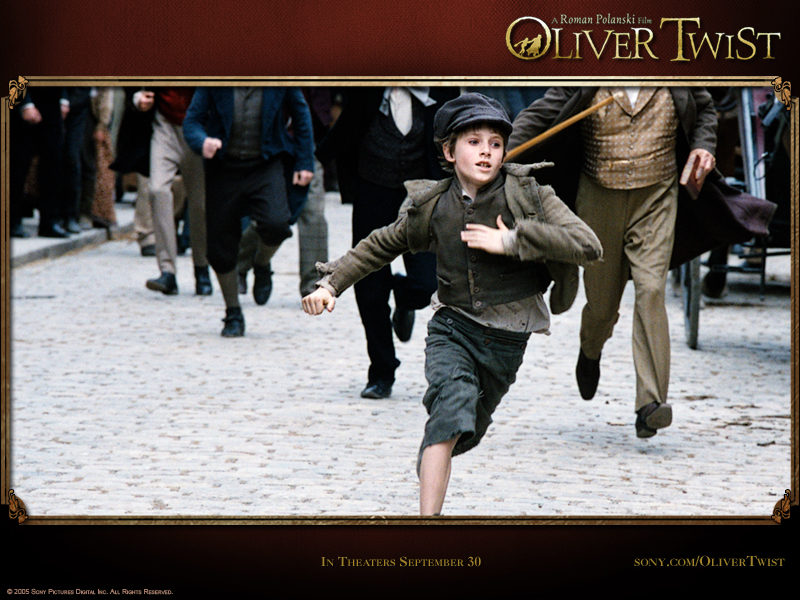 A Roman Polanski Film
OLIVER TWIST
IN THEATERS SEPTEMBER 30
SONY.COM/OLIVERTWIST
© 2005 SONY PICTURES DIGITAL INC. ALL RIGHTS RESERVED.